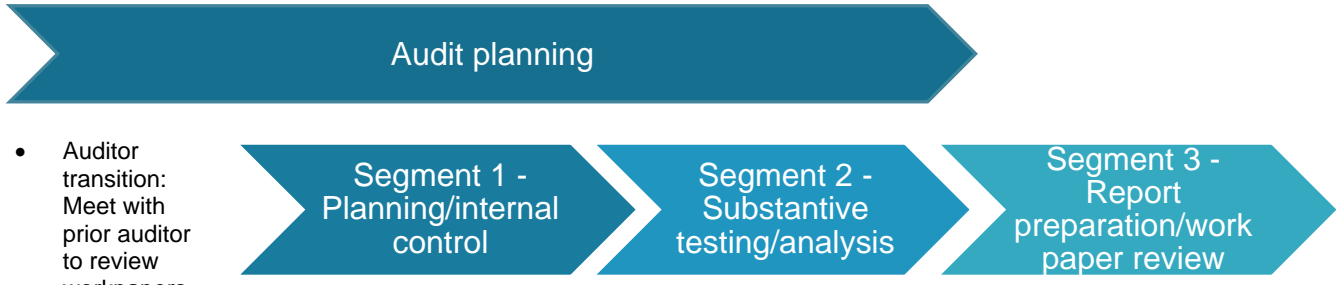 Audit planning
• Auditor
transition:
Meet with
prior auditor
to review
workpapers
Segment 1 -
Planning/internal
control
Segment 2 -
Substantive
testing/analysis
Segment 3 -
Report
preparation/work
paper review